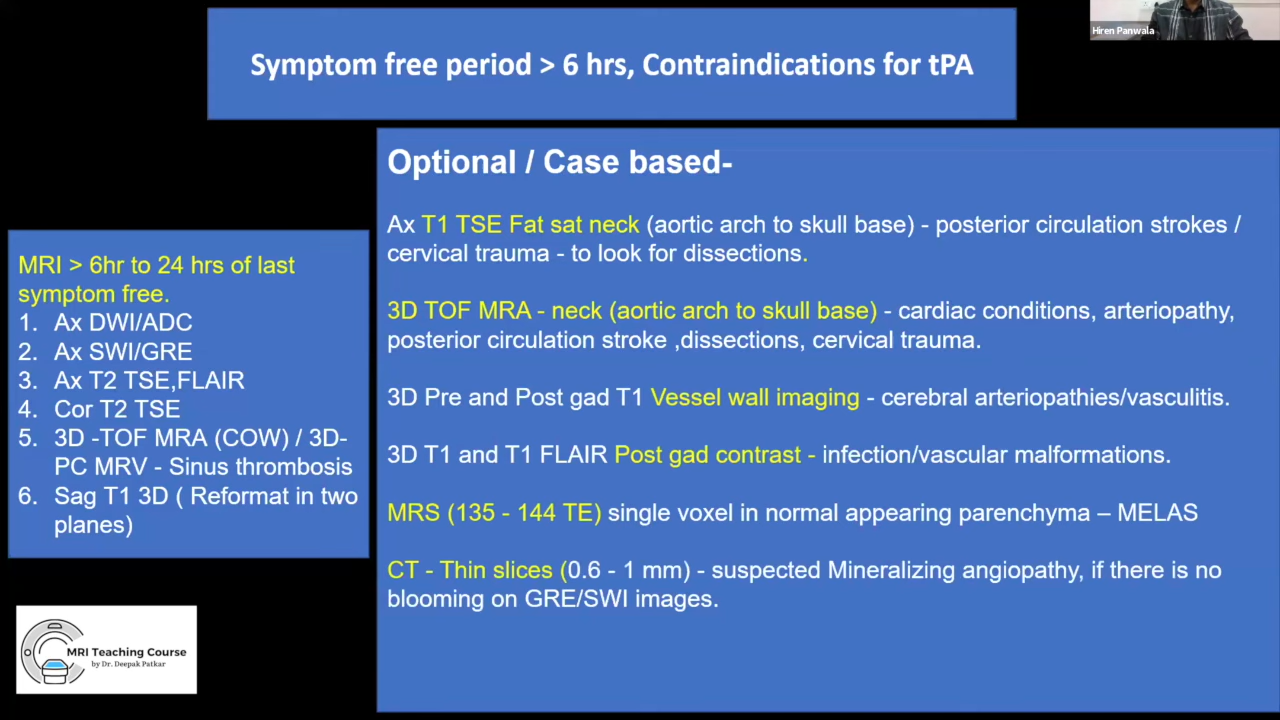 Hiren Panwala
Symptom free period > 6 hrs, Contraindications for tPA
MRI > 6hr to 24 hrs of last
symptom free.
1. Ax DWI/ADC
2. Ax SWI/GRE
3. Ax T2 TSE,FLAIR
4. Cor T2 TSE
5. 3D -TOF MRA (COW) / 3D-
PC MRV - Sinus thrombosis
6. Sag T1 3D ( Reformat in two
planes)
Optional / Case based-
Ax T1 TSE Fat sat neck (aortic arch to skull base) - posterior circulation strokes /
cervical trauma - to look for dissections.
3D TOF MRA - neck (aortic arch to skull base) - cardiac conditions, arteriopathy,
posterior circulation stroke ,dissections, cervical trauma.
3D Pre and Post gad T1 Vessel wall imaging - cerebral arteriopathies/vasculitis.
3D T1 and T1 FLAIR Post gad contrast - infection/vascular malformations.
MRS (135 - 144 TE) single voxel in normal appearing parenchyma – MELAS
CT - Thin slices (0.6 - 1 mm) - suspected Mineralizing angiopathy, if there is no
blooming on GRE/SWI images.
MRI Teaching Course
by Dr. Deepak Patkar